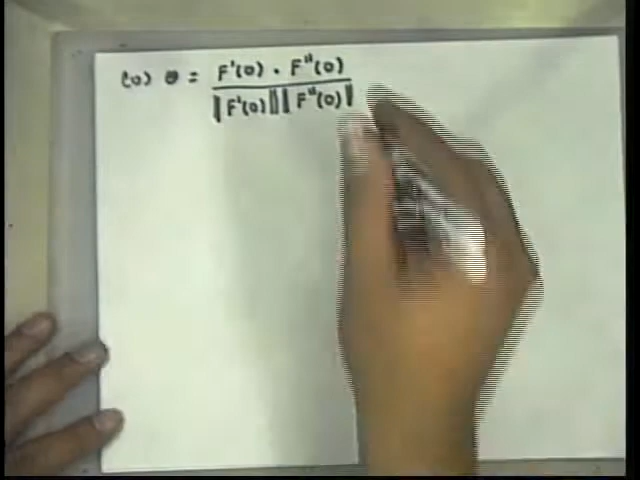 (o) θ = F'(0) · F''(0)
‖F'(0)‖‖F''(0)‖